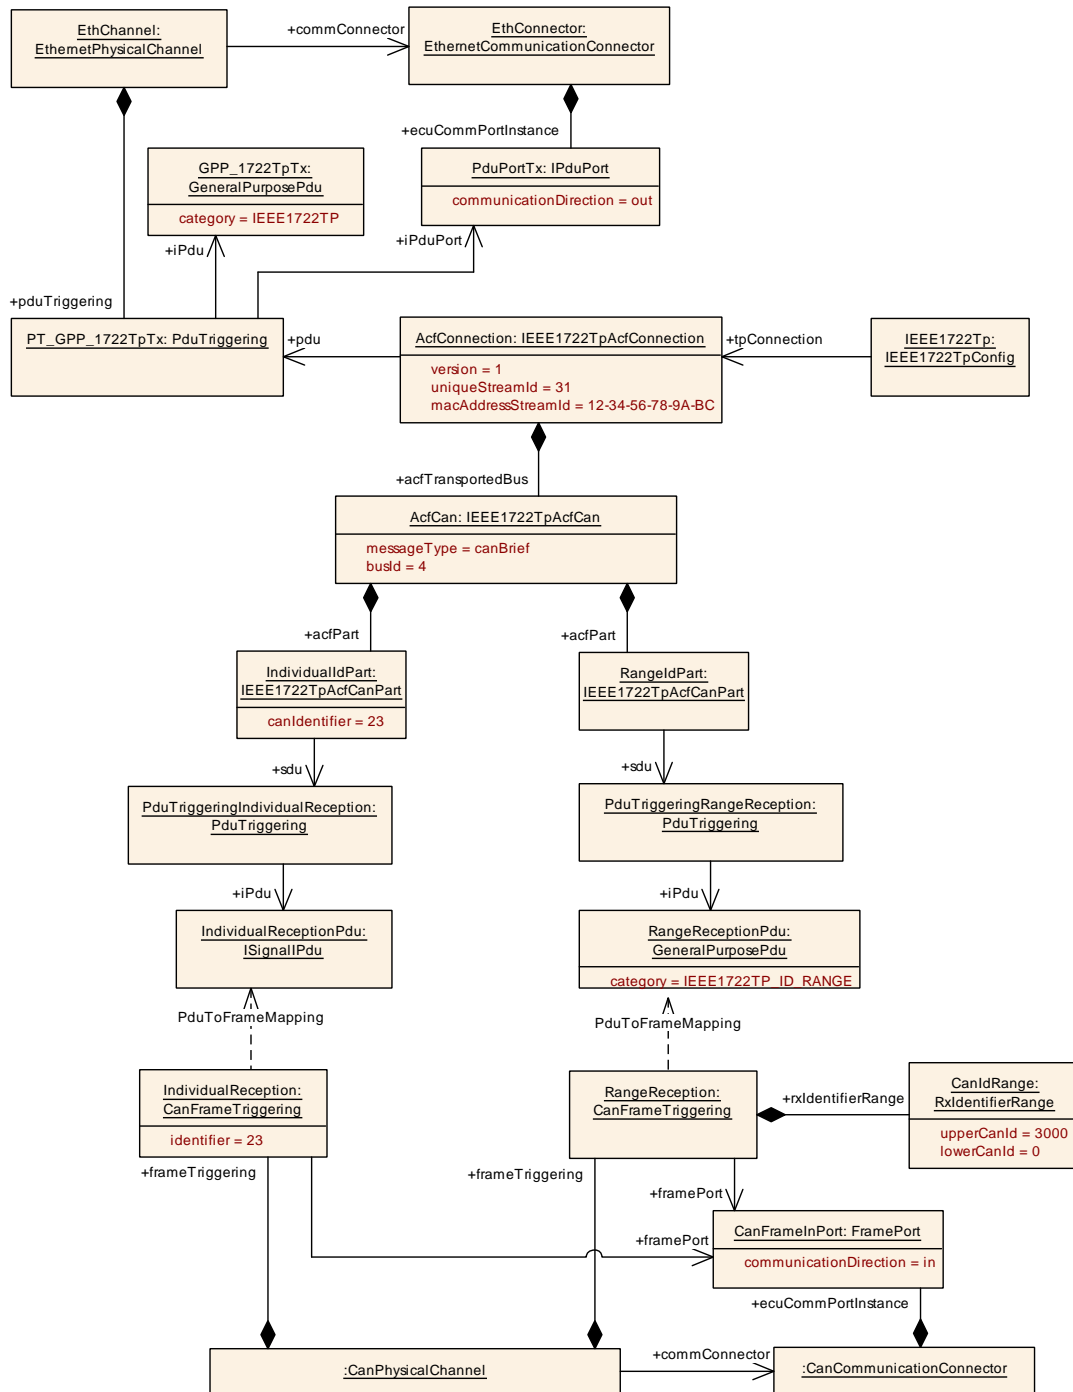 EthChannel:
EthernetPhysicalChannel
+commConnector
EthConnector:
EthernetCommunicationConnector
+ecuCommPortInstance
GPP_1722TpTx:
GeneralPurposePdu
category = IEEE1722TP
PduPortTx: IPduPort
communicationDirection = out
+iPdu
+iPduPort
+pduTriggering
PT_GPP_1722TpTx: PduTriggering
+pdu
AcfConnection: IEEE1722TpAcfConnection
version = 1
uniqueStreamId = 31
macAddressStreamId = 12-34-56-78-9A-BC
+tpConnection
IEEE1722Tp:
IEEE1722TpConfig
+acfTransportedBus
AcfCan: IEEE1722TpAcfCan
messageType = canBrief
busId = 4
+acfPart
+acfPart
IndividualIdPart:
IEEE1722TpAcfCanPart
canIdentifier = 23
RangeIdPart:
IEEE1722TpAcfCanPart
+sdu
+sdu
PduTriggeringIndividualReception:
PduTriggering
PduTriggeringRangeReception:
PduTriggering
+iPdu
+iPdu
IndividualReceptionPdu:
ISignalIPdu
RangeReceptionPdu:
GeneralPurposePdu
category = IEEE1722TP_ID_RANGE
PduToFrameMapping
PduToFrameMapping
IndividualReception:
CanFrameTriggering
identifier = 23
RangeReception:
CanFrameTriggering
+rxIdentifierRange
CanIdRange:
RxIdentifierRange
upperCanId = 3000
lowerCanId = 0
+frameTriggering
+frameTriggering
+framePort
+framePort
CanFrameInPort: FramePort
communicationDirection = in
+ecuCommPortInstance
:CanPhysicalChannel
+commConnector
:CanCommunicationConnector